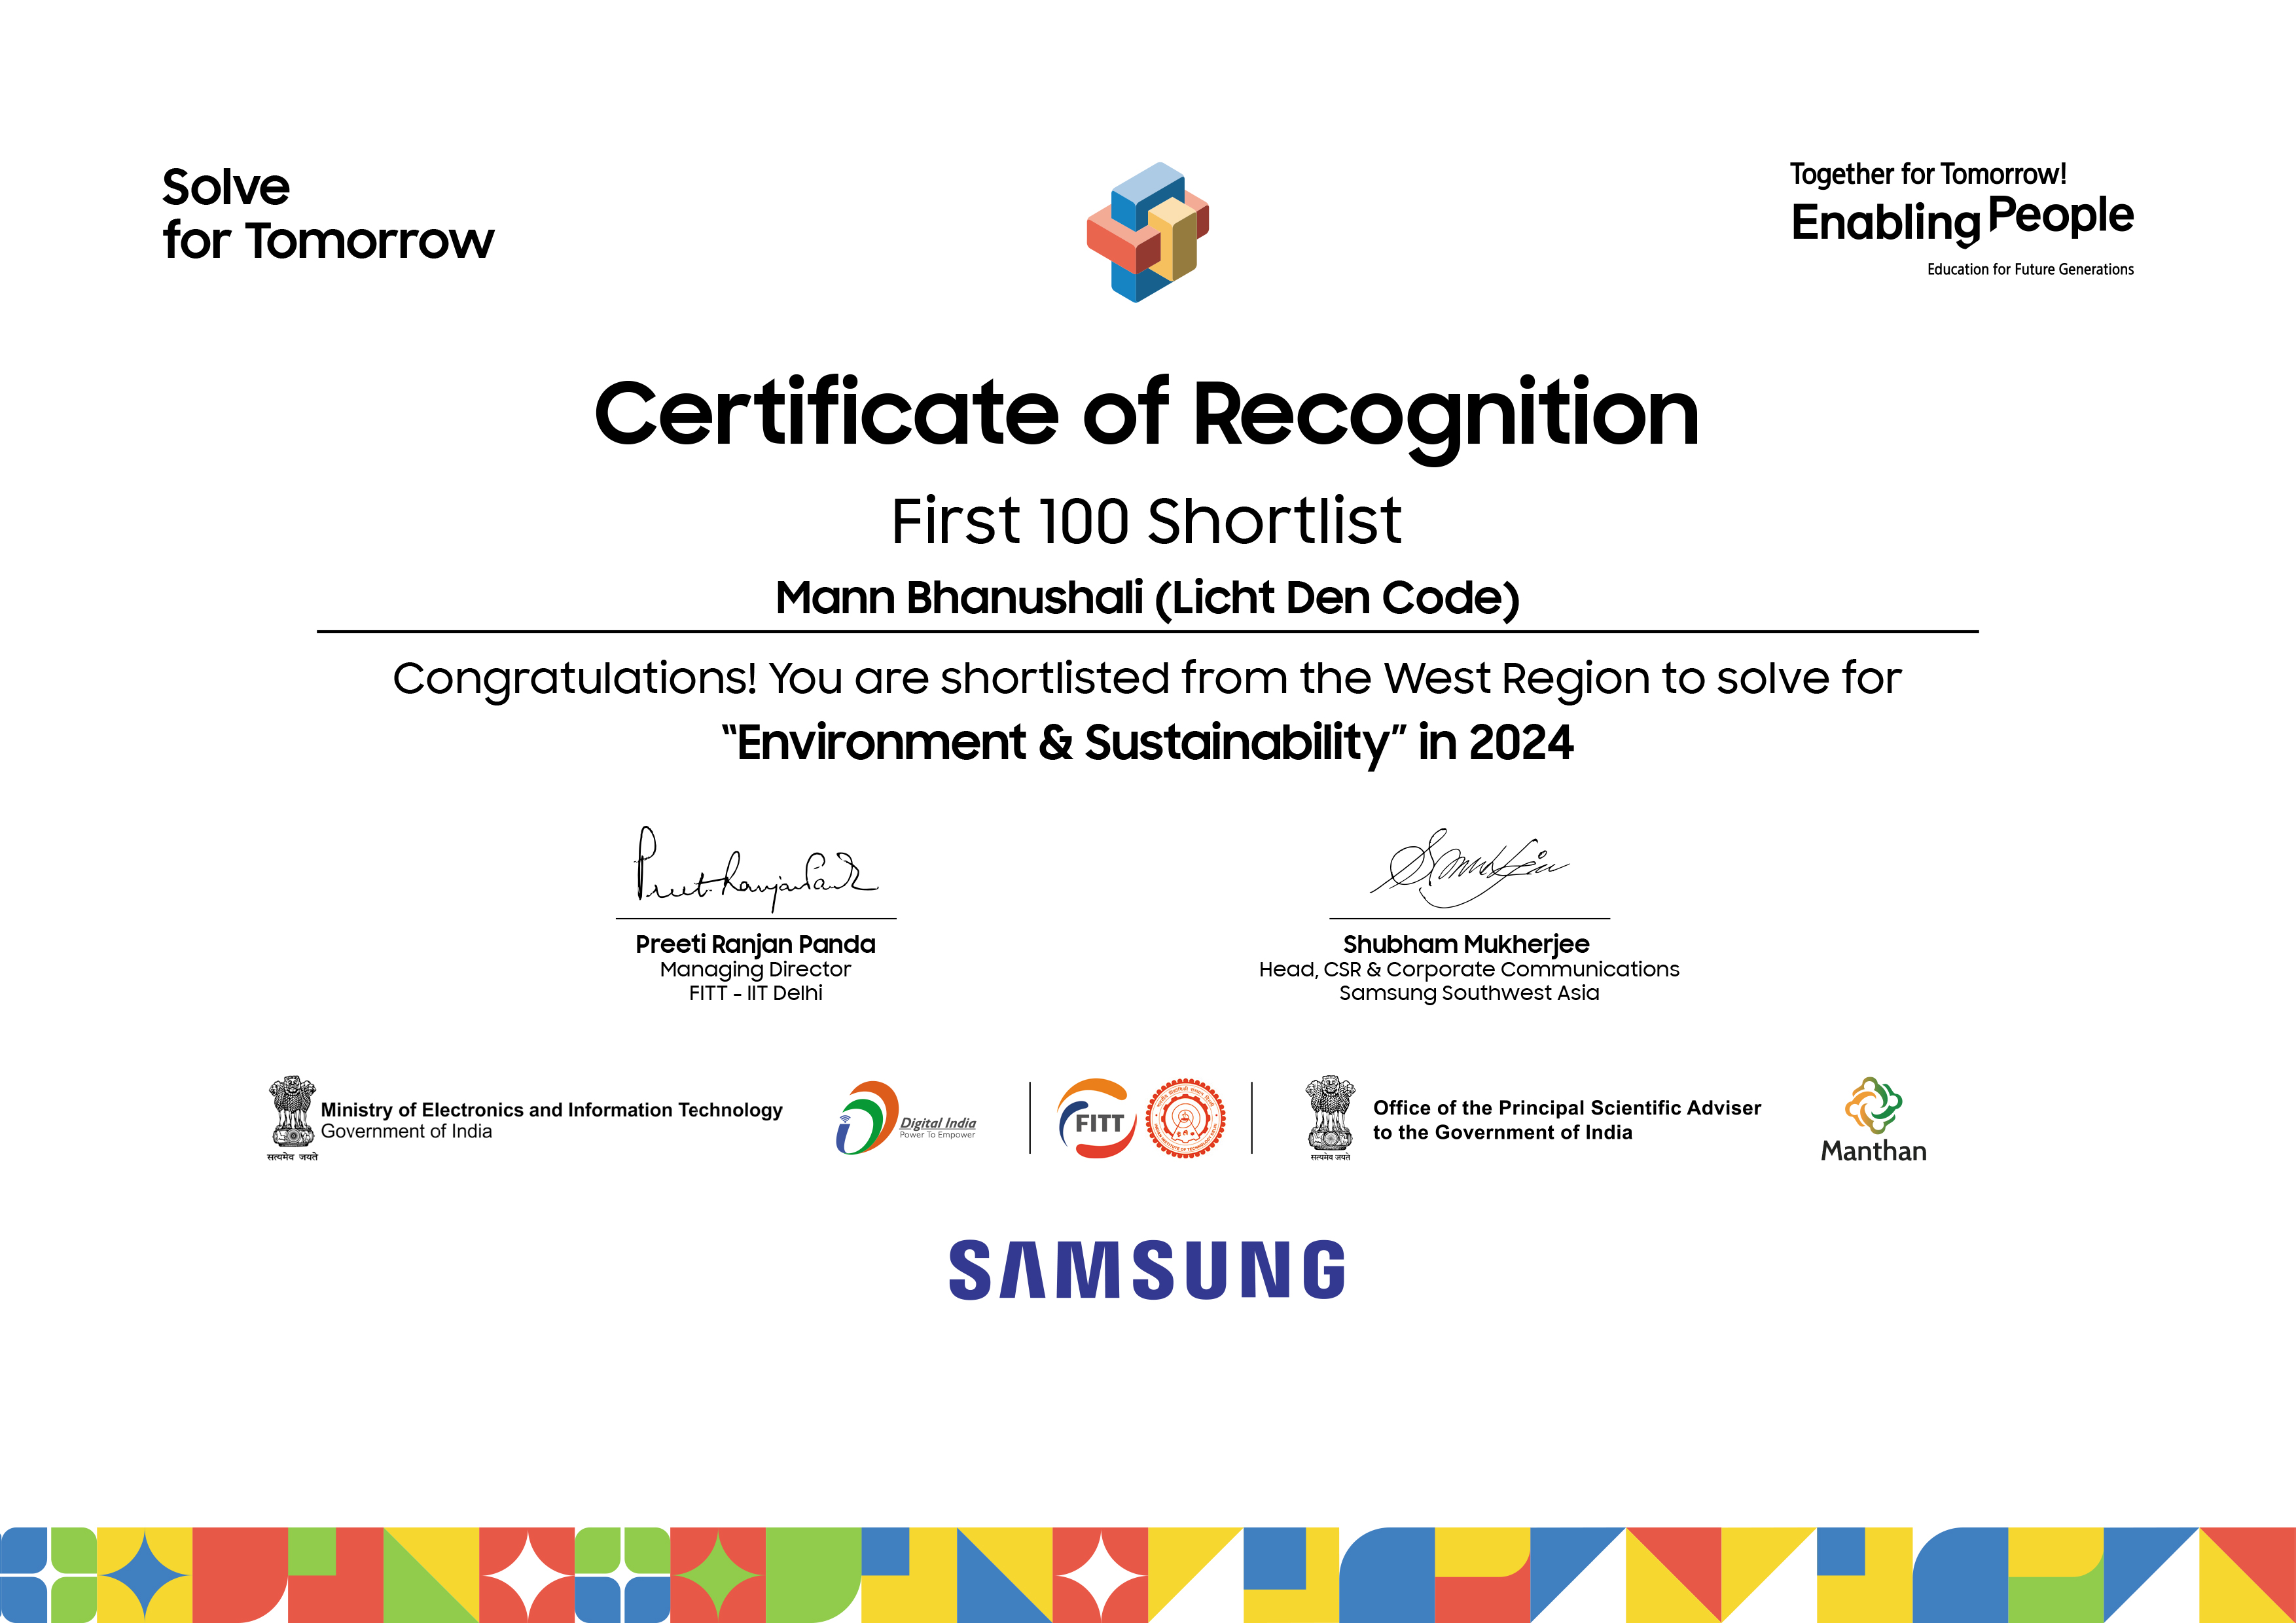 Solve
for Tomorrow
Together for Tomorrow!
Enabling People
Education for Future Generations
Certificate of Recognition
First 100 Shortlist
Mann Bhanushali (Licht Den Code)
Congratulations! You are shortlisted from the West Region to solve for
“Environment & Sustainability” in 2024
Preeti Ranjan Panda
Managing Director
FITT - IIT Delhi
Shubham Mukherjee
Head, CSR & Corporate Communications
Samsung Southwest Asia
Ministry of Electronics and Information Technology
Government of India
सत्यमेव जयते
Digital India
Power To Empower
FITT
Office of the Principal Scientific Adviser
to the Government of India
सत्यमेव जयते
Manthan
SAMSUNG